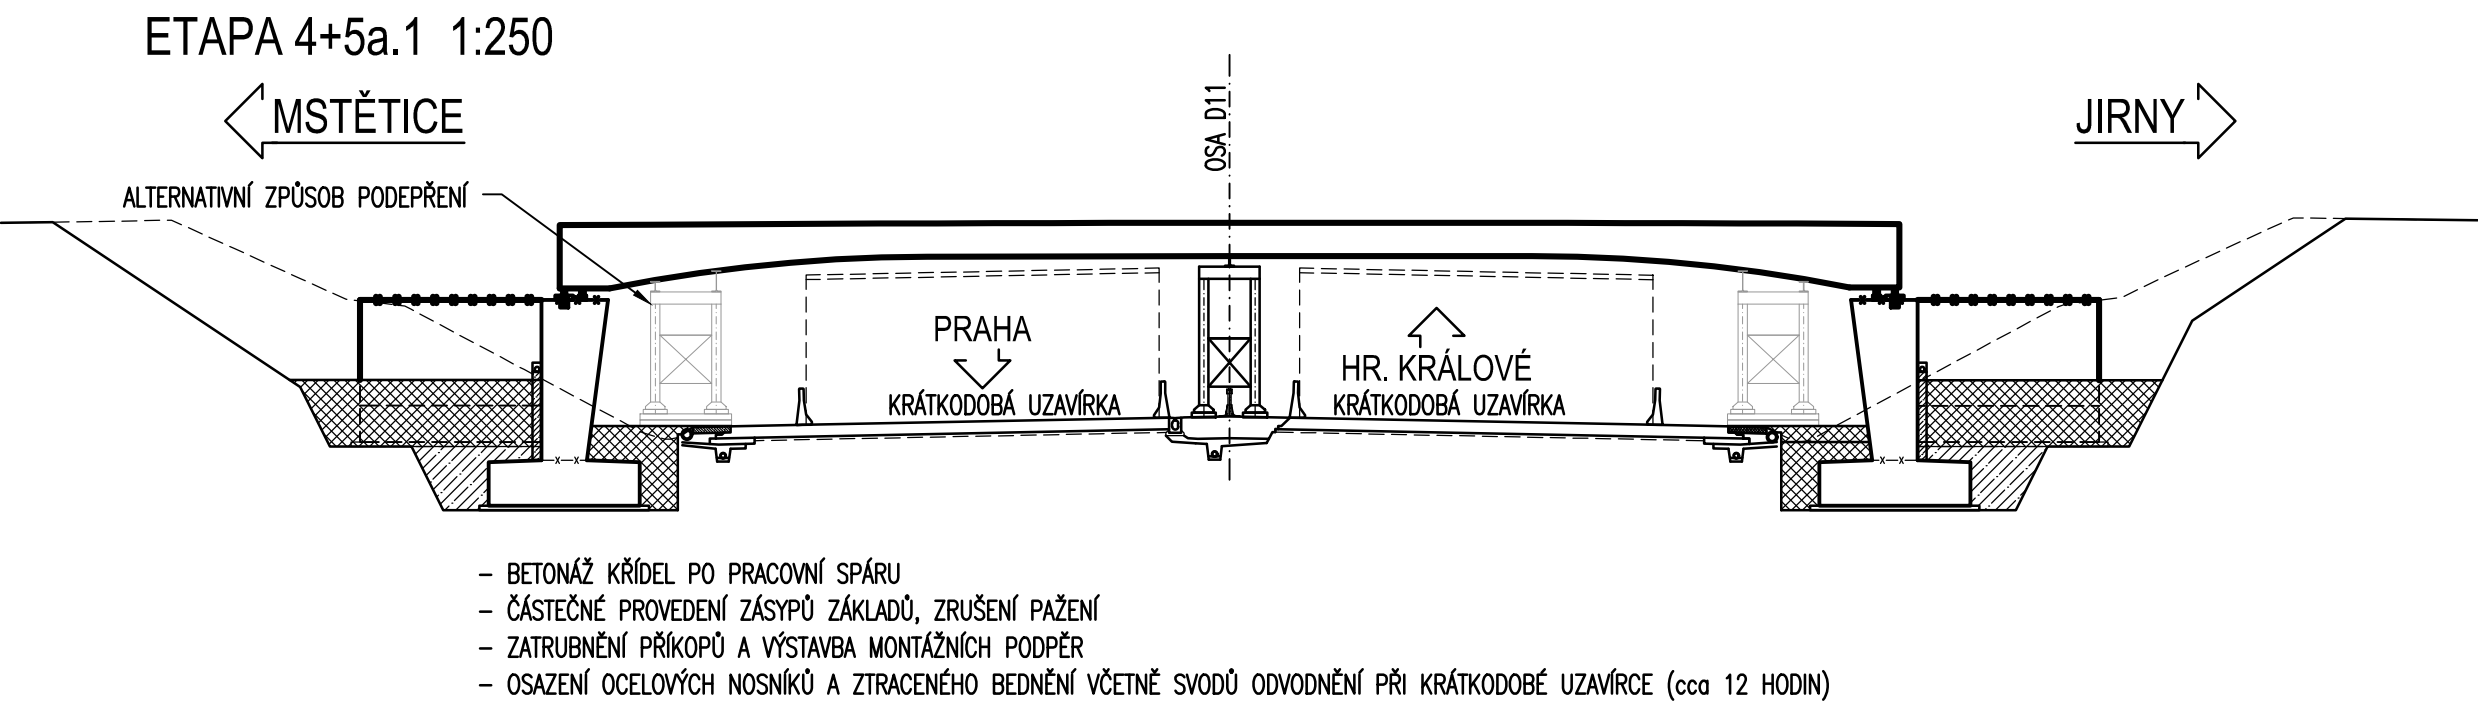 ETAPA 4+5a.1 1:250
MSTĚTICE
OSA D11
JIRNY
ALTERNATIVNÍ ZPŮSOB PODEPŘENÍ
PRAHA
KRÁTKODOBÁ UZAVÍRKA
HR. KRÁLOVÉ
KRÁTKODOBÁ UZAVÍRKA
- BETONÁŽ KŘÍDEL PO PRACOVNÍ SPÁRU
- ČÁSTEČNÉ PROVEDENÍ ZÁSYPŮ ZÁKLADŮ, ZRUŠENÍ PAŽENÍ
- ZATRUBNĚNÍ PŘÍKOPŮ A VÝSTAVBA MONTÁŽNÍCH PODPĚR
- OSAZENÍ OCELOVÝCH NOSNÍKŮ A ZTRACENÉHO BEDNĚNÍ VČETNĚ SVODŮ ODVODNĚNÍ PŘI KRÁTKODOBÉ UZAVÍRCE (cca 12 HODIN)